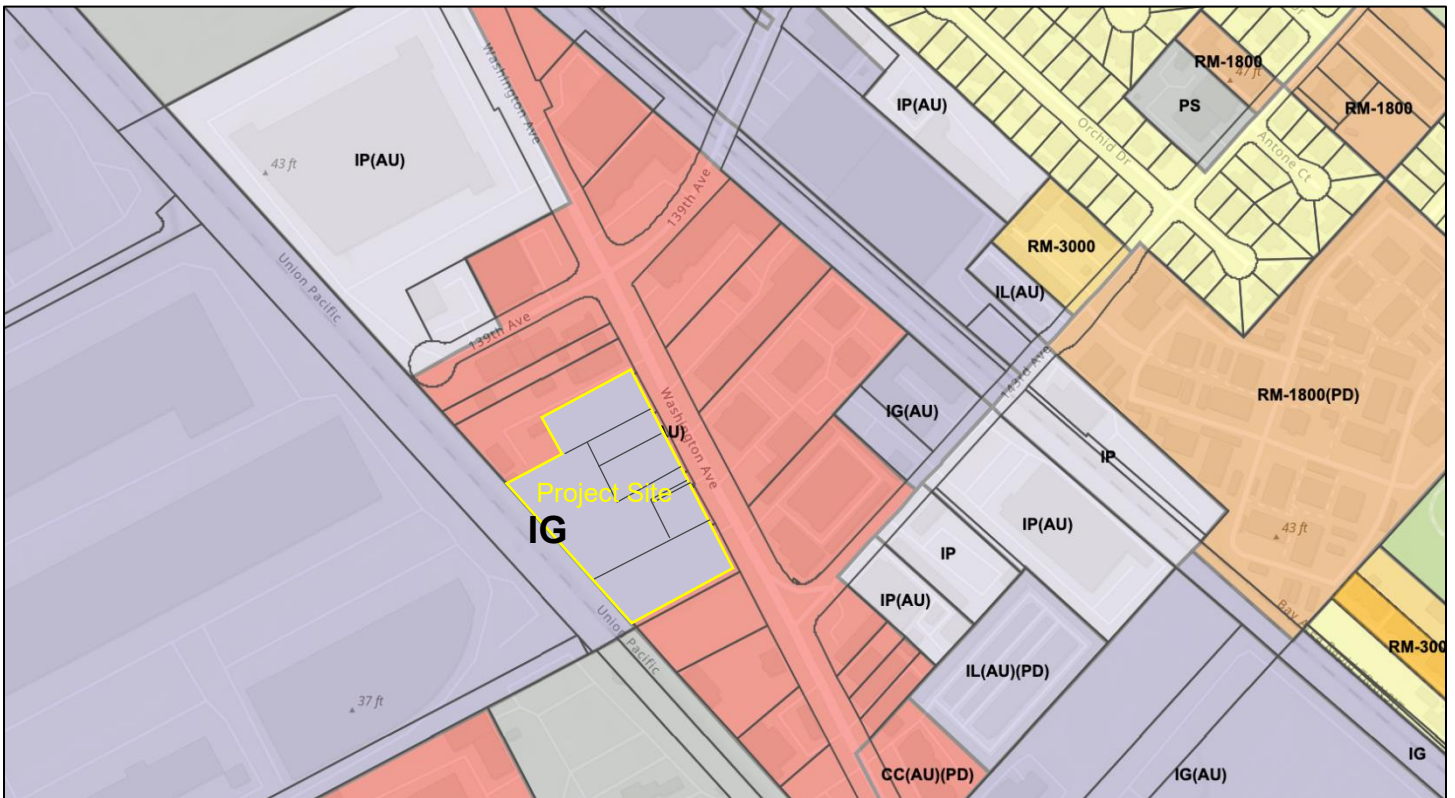 Washington Ave
RM-1800
47 ft
PS
RM-1800
IP(AU)
Orchid Dr
Antone Ct
43 ft
IP(AU)
139th Ave
RM-3000
Union Pacific
IL(AU)
139th Ave
143rd Ave
RM-1800(PD)
Washington Ave
IG(AU)
AU)
IP
Project Site
IG
IP(AU)
43 ft
IP
IP(AU)
Union Pacific
RM-300
IL(AU)(PD)
37 ft
IG
CC(AU)(PD)
IG(AU)